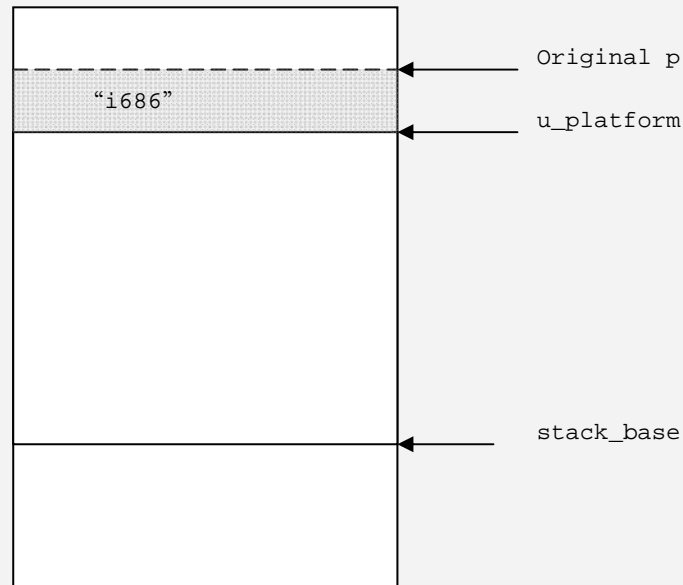 Original p
“i686”
u_platform
stack_base